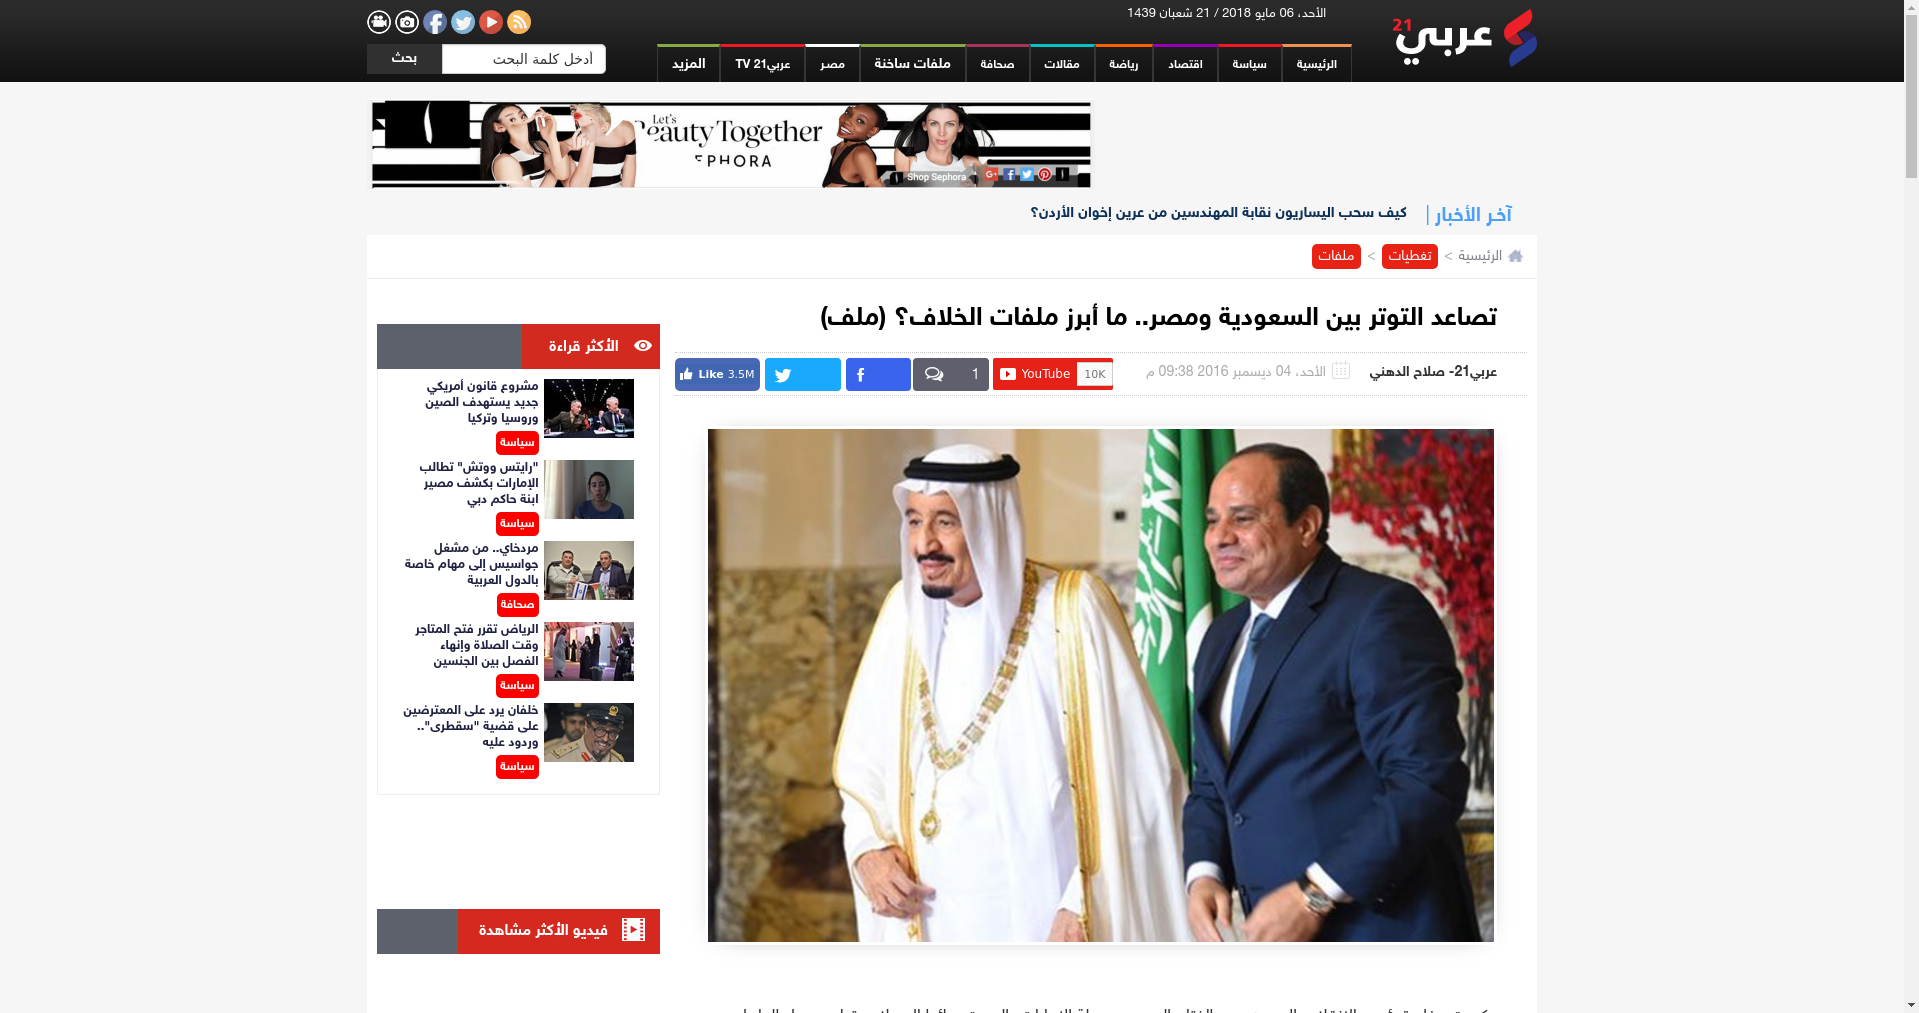 الأحد، 06 مايو 2018 / 21 شعبان 1439
عربي 21
الرئيسية
سياسة
اقتصاد
رياضة
مقالات
صحافة
ملفات ساخنة
مصر
عربي21 TV
المزيد
أدخل كلمة البحث
بحث
Let's
Beauty Together
Shop Sephora
آخر الأخبار |
كيف سحب اليساريون نقابة المهندسين من عرين إخوان الأردن؟
الرئيسية > تغطيات > ملفات
تصاعد التوتر بين السعودية ومصر.. ما أبرز ملفات الخلاف؟ (ملف)
عربي21- صلاح الدهني
الأحد، 04 ديسمبر 2016 09:38 م
YouTube 10K
1
Like 3.5M
الأكثر قراءة
مشروع قانون أمريكي
جديد يستهدف الصين
وروسيا وتركيا
سياسة
"رايتس ووتش" تطالب
الإمارات بكشف مصير
ابنة حاكم دبي
سياسة
مردخاي.. من مشغل
جواسيس إلى مهام خاصة
بالدول العربية
صحافة
الرياض تقرر فتح المتاجر
وقت الصلاة وإنهاء
الفصل بين الجنسين
سياسة
خلفان يرد على المعترضين
على قضية "سقطرى"..
وردود عليه
سياسة
فيديو الأكثر مشاهدة